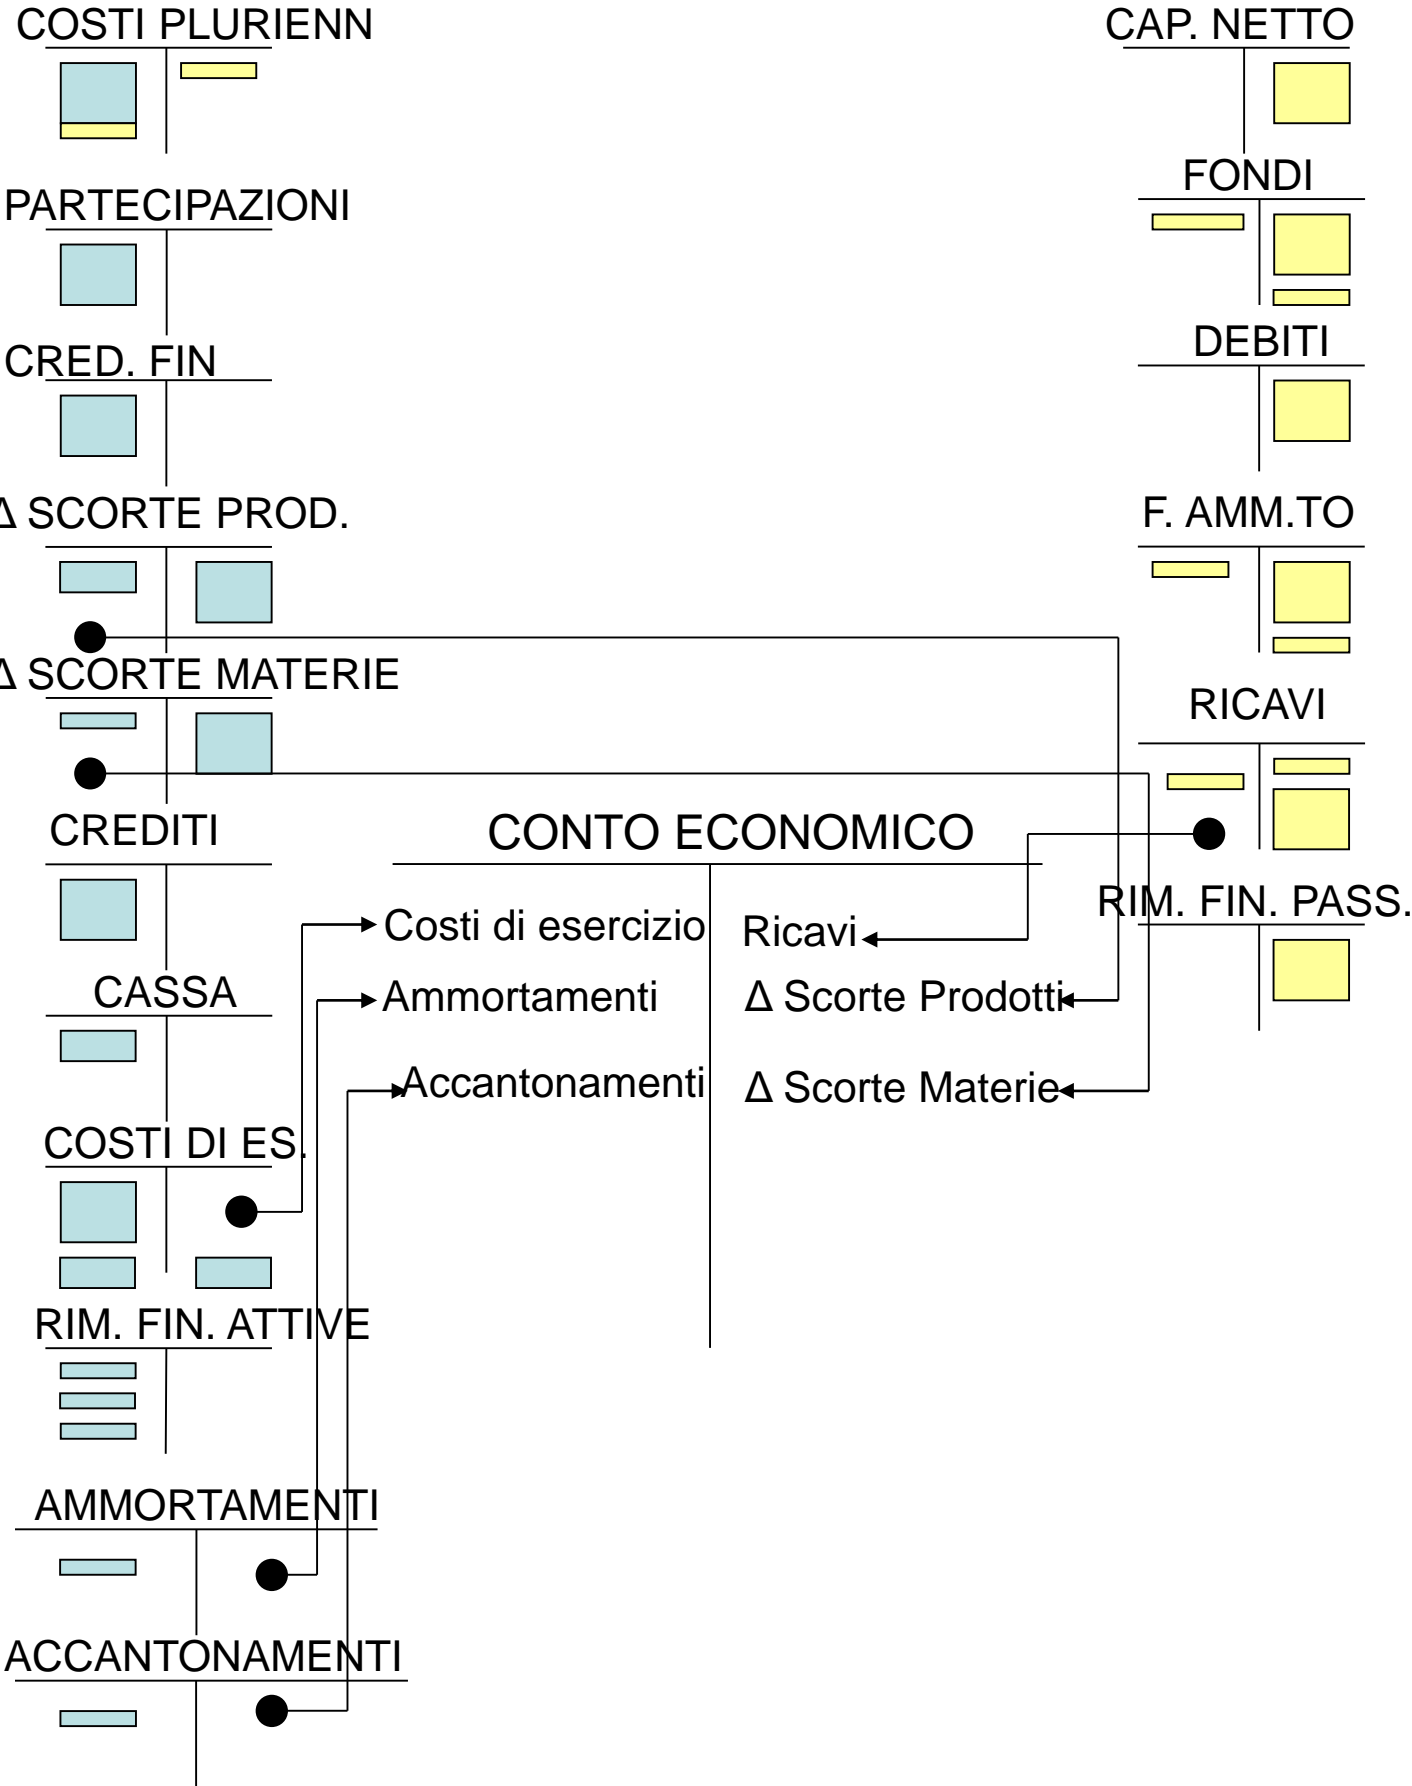 COSTI PLURIENN
PARTECIPAZIONI
CRED. FIN
Δ SCORTE PROD.
Δ SCORTE MATERIE
CREDITI
CASSA
COSTI DI ES.
RIM. FIN. ATTIVE
AMMORTAMENTI
ACCANTONAMENTI
CONTO ECONOMICO
Costi di esercizio
Ammortamenti
Accantonamenti
Ricavi
Δ Scorte Prodotti
Δ Scorte Materie
CAP. NETTO
FONDI
DEBITI
F. AMM.TO
RICAVI
RIM. FIN. PASS.